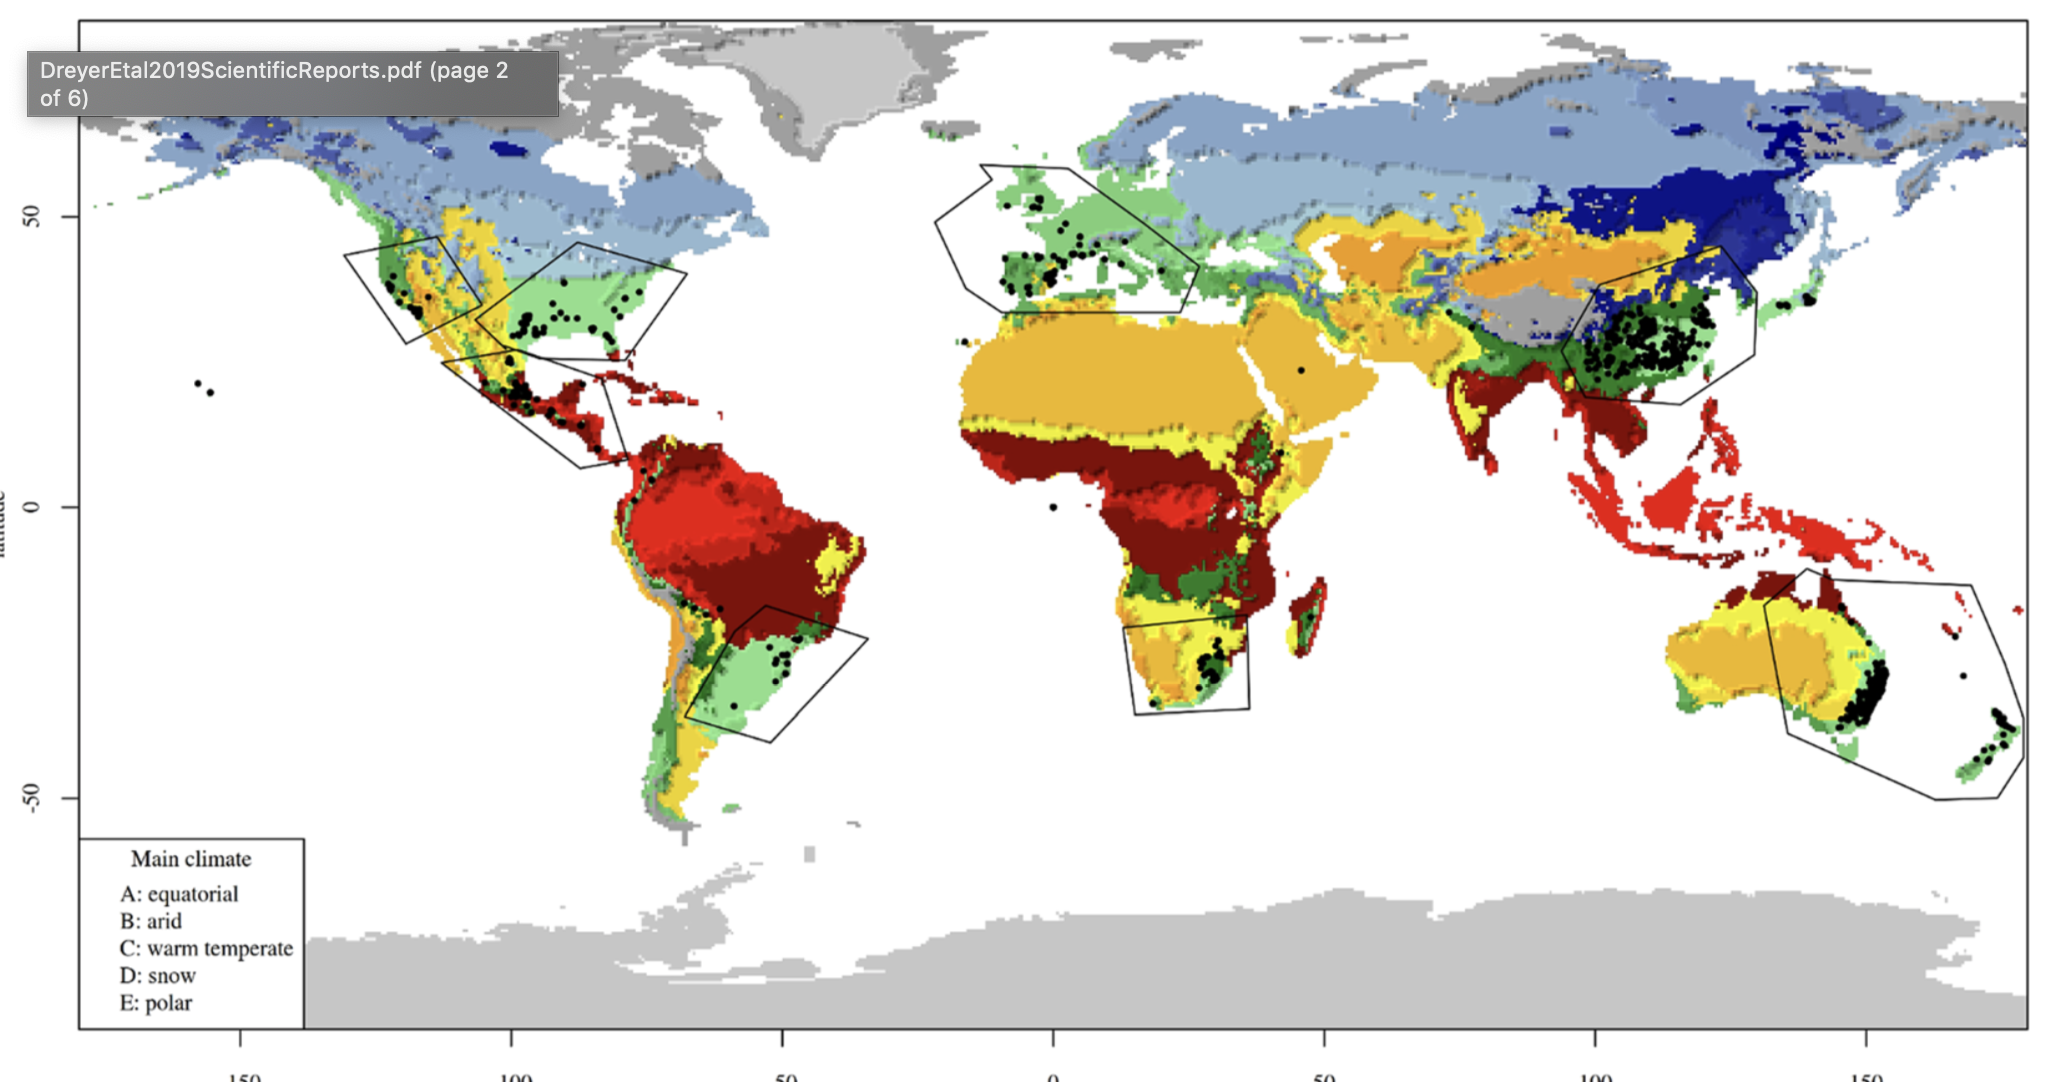 DreyerEtal2019ScientificReports.pdf (page 2
of 6)
50
0
-50
latitude
Main climate
A: equatorial
B: arid
C: warm temperate
D: snow
E: polar
150
100
50
0
50
100
150